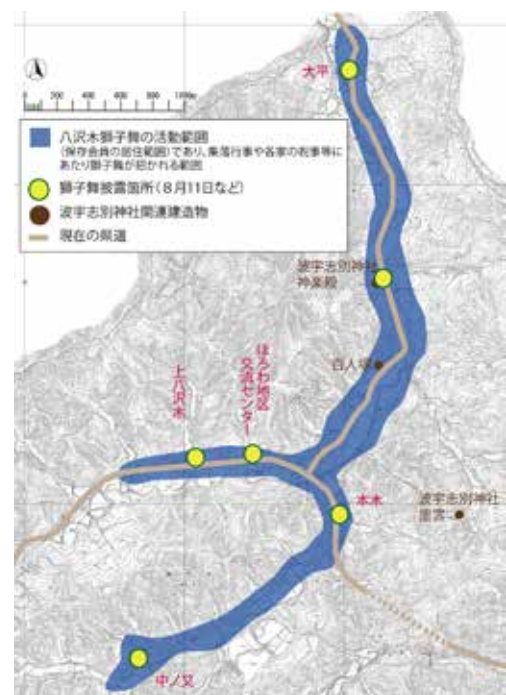 大平
200 400 600 800 1000m
八沢木獅子舞の活動範囲
(保存会員の居住範囲)であり、集落行事や各家の祝事等に
あたり獅子舞が招かれる範囲
獅子舞披露箇所(8月11日など)
波宇志別神社関連建造物
現在の県道
波宇志別神社
神楽殿
百人塚
ほろわ地区
交流センター
上八沢木
本木
波宇志別神社
里宮
中ノ又